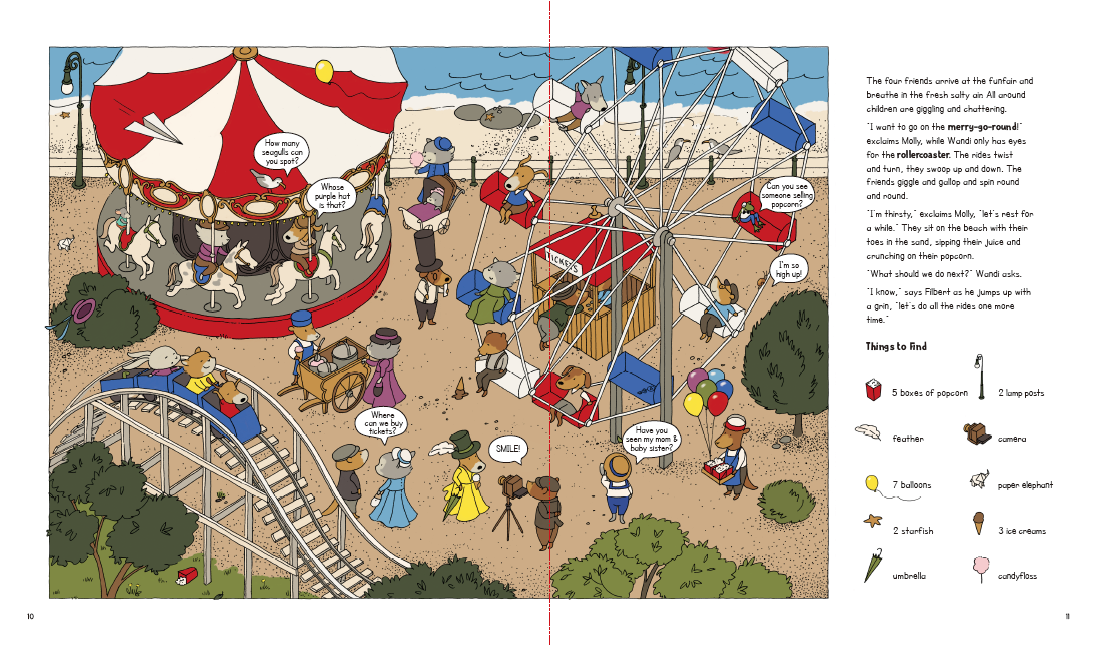 How many
seagulls can
you spot?
Whose
purple hat
is that?
Can you see
someone selling
popcorn?
TICKETS
I'm so
high up!
Where
can we buy
tickets?
SMILE!
Have you
seen my mom &
baby sister?
The four friends arrive at the funfair and
breathe in the fresh salty air. All around
children are giggling and chattering.
"I want to go on the merry-go-round!"
exclaims Molly, while Wandi only has eyes
for the rollercoaster. The rides twist
and turn, they swoop up and down. The
friends giggle and gallop and spin round
and round.
"I'm thirsty," exclaims Molly, "let's rest for
a while." They sit on the beach with their
toes in the sand, sipping their juice and
crunching on their popcorn.
"What should we do next?" Wandi asks.
"I know," says Filbert as he jumps up with
a grin, "let's do all the rides one more
time."
Things to Find
5 boxes of popcorn
2 lamp posts
feather
camera
7 balloons
paper elephant
2 starfish
3 ice creams
umbrella
candyfloss
10
11